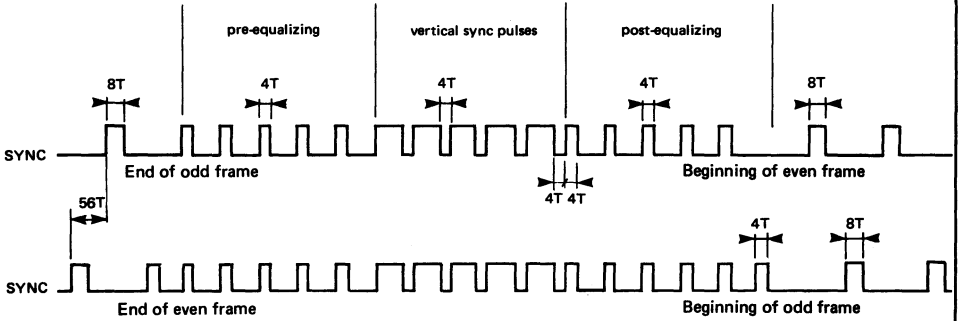 pre-equalizing vertical sync pulses post-equalizing
8T 4T 4T 4T 8T
SYNC
End of odd frame Beginning of even frame
4T 4T
56T
4T 8T
SYNC
End of even frame Beginning of odd frame